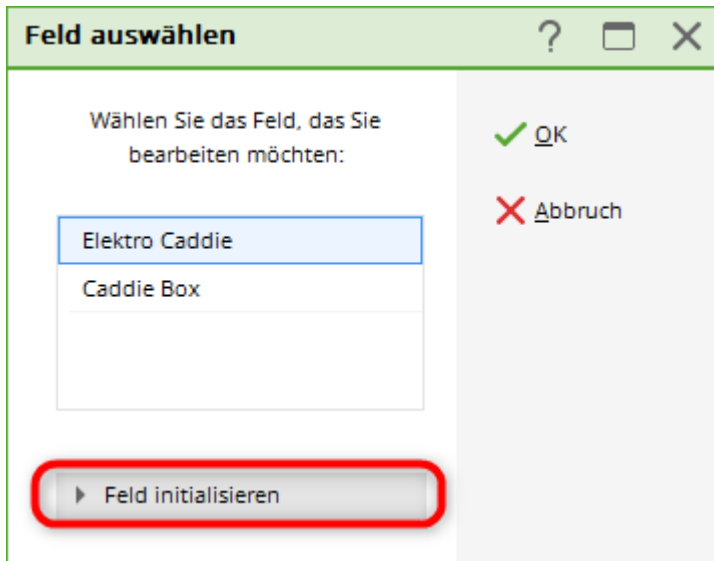 Feld auswählen
Wählen Sie das Feld, das Sie
bearbeiten möchten:
Elektro Caddie
Caddie Box
Feld initialisieren
OK
Abbruch